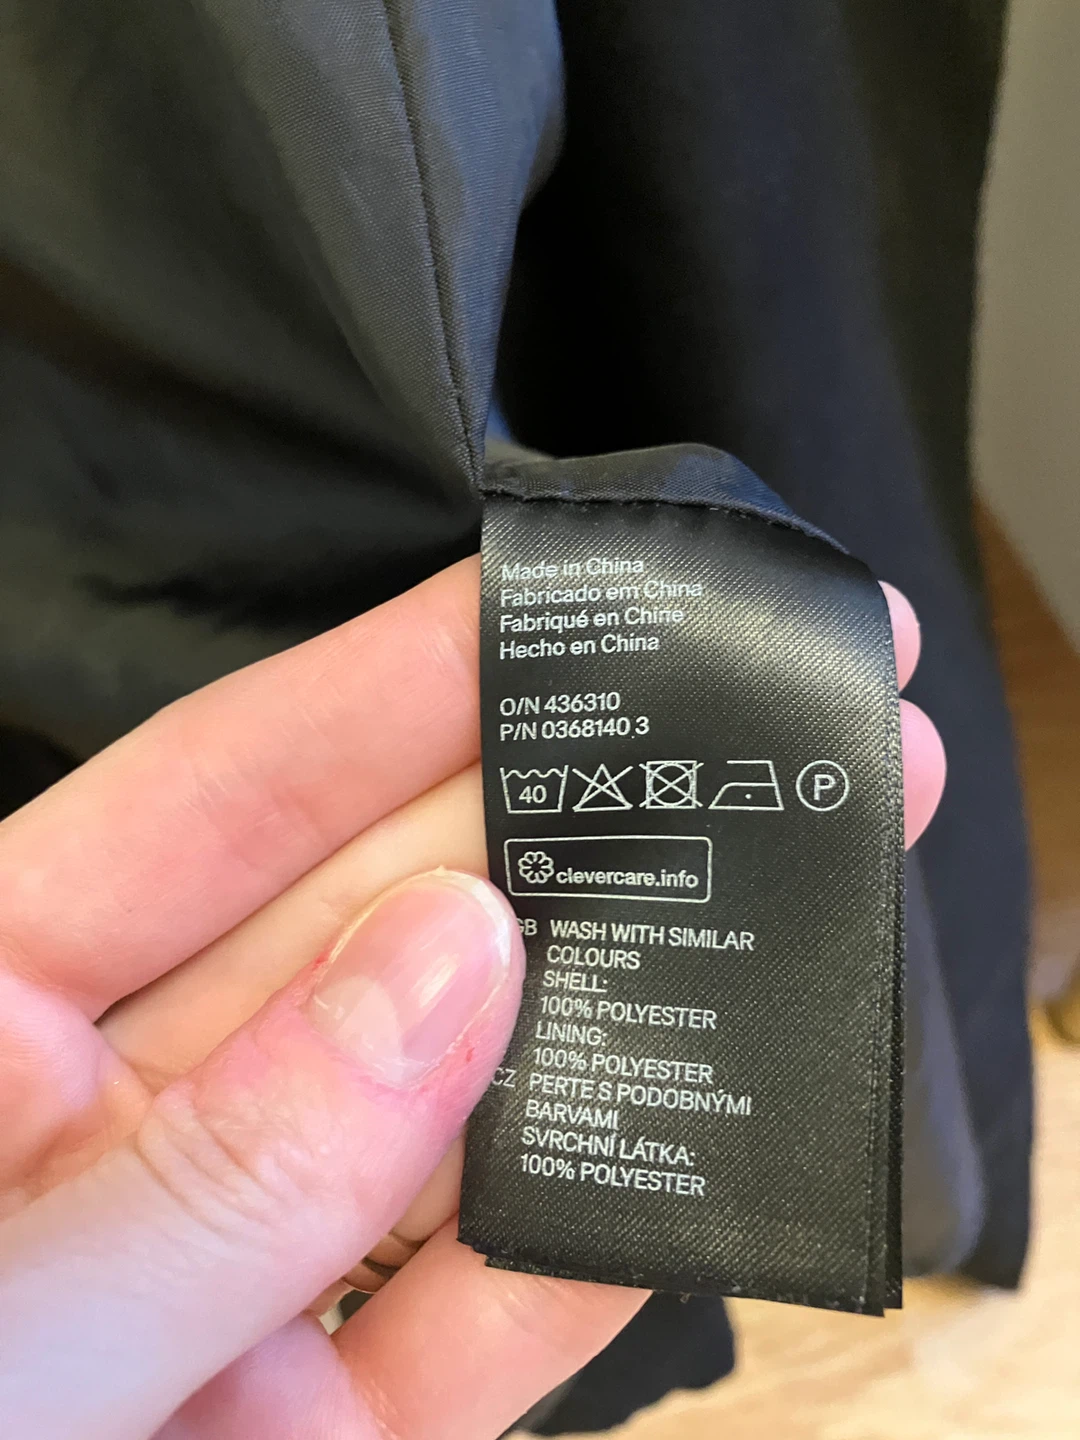 Made in China
Fabricado em China
Fabriqué en Chine
Hecho en China
O/N 436310
P/N 0368140.3
40 P
clevercare.info
GB WASH WITH SIMILAR
COLOURS
SHELL:
100% POLYESTER
LINING:
100% POLYESTER
CZ PERTE S PODOBNÝMI
BARVAMI
SVRCHNÍ LÁTKA:
100% POLYESTER